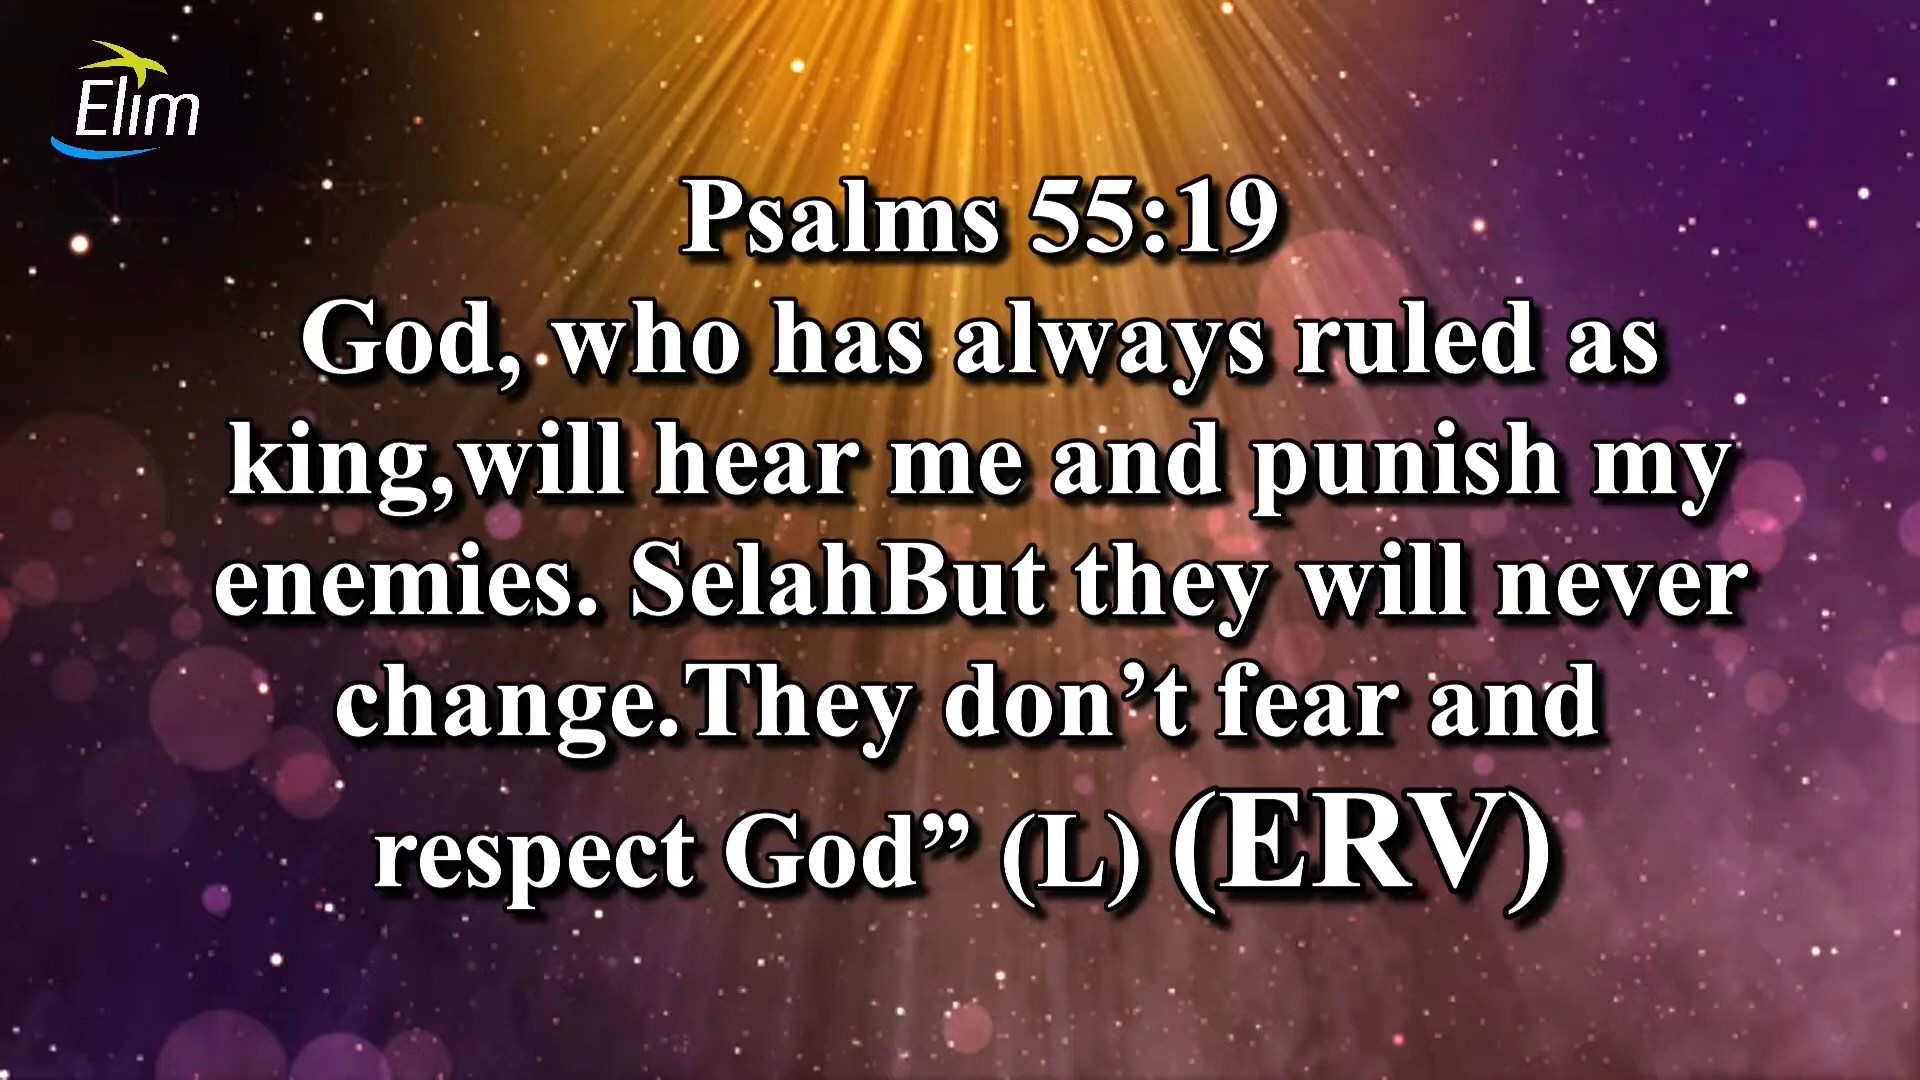 Elim
Psalms 55:19
God, who has always ruled as
king,will hear me and punish my
enemies. SelahBut they will never
change.They don’t fear and
respect God” (L) (ERV)